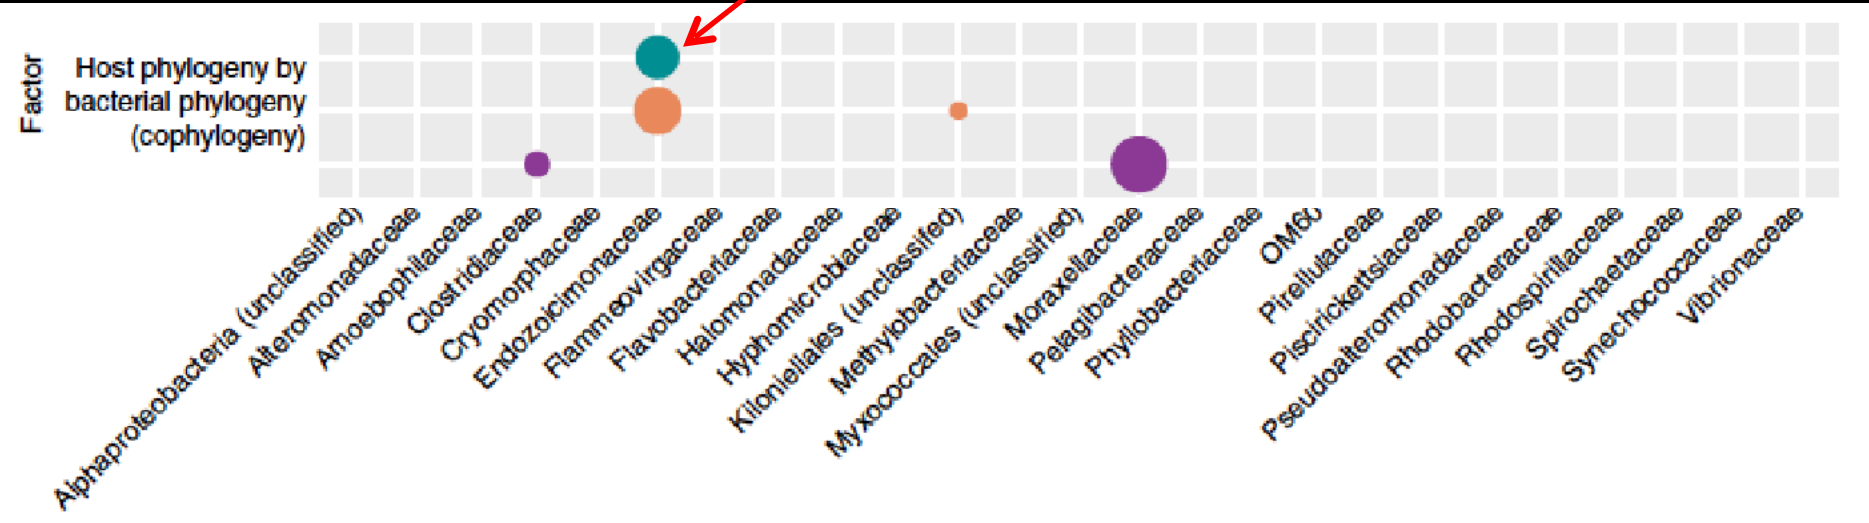 Factor
Host phylogeny by
bacterial phylogeny
(cophylogeny)
Alphaproteobacteria (unclassified)
Alteromonadaceae
Amoebophilaceae
Clostridiaceae
Cryomorphaceae
Endozoicimonaceae
Flammeovirgaceae
Flavobacteriaceae
Halomonadaceae
Hyphomicrobiaceae
Kiloniellales (unclassifed)
Methylobacteriaceae
Myxococcales (unclassified)
Moraxellaceae
Pelagibacteraceae
Phyllobacteriaceae
OM60
Pirellulaceae
Piscirickettsiaceae
Pseudoalteromonadaceae
Rhodobacteraceae
Rhodospirillaceae
Spirochaetaceae
Synechococcaceae
Vibrionaceae